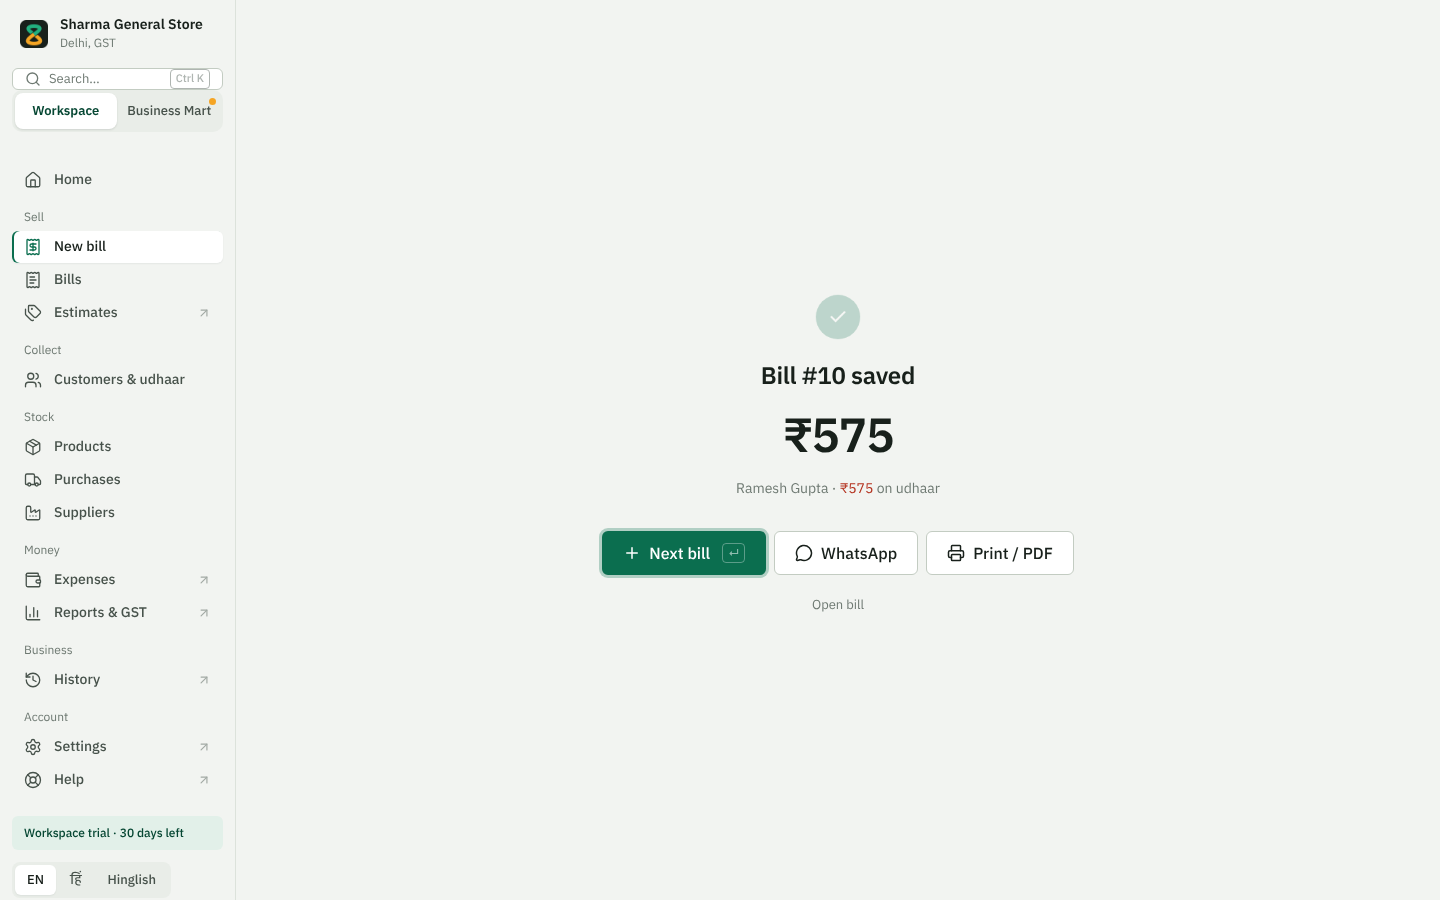 Sharma General Store
Delhi, GST
Search...
Ctrl K
Workspace
Business Mart
Home
Sell
New bill
Bills
Estimates
Collect
Customers & udhaar
Stock
Products
Purchases
Suppliers
Money
Expenses
Reports & GST
Business
History
Account
Settings
Help
Workspace trial · 30 days left
EN
हिं
Hinglish
Bill #10 saved
₹575
Ramesh Gupta · ₹575 on udhaar
Next bill
WhatsApp
Print / PDF
Open bill